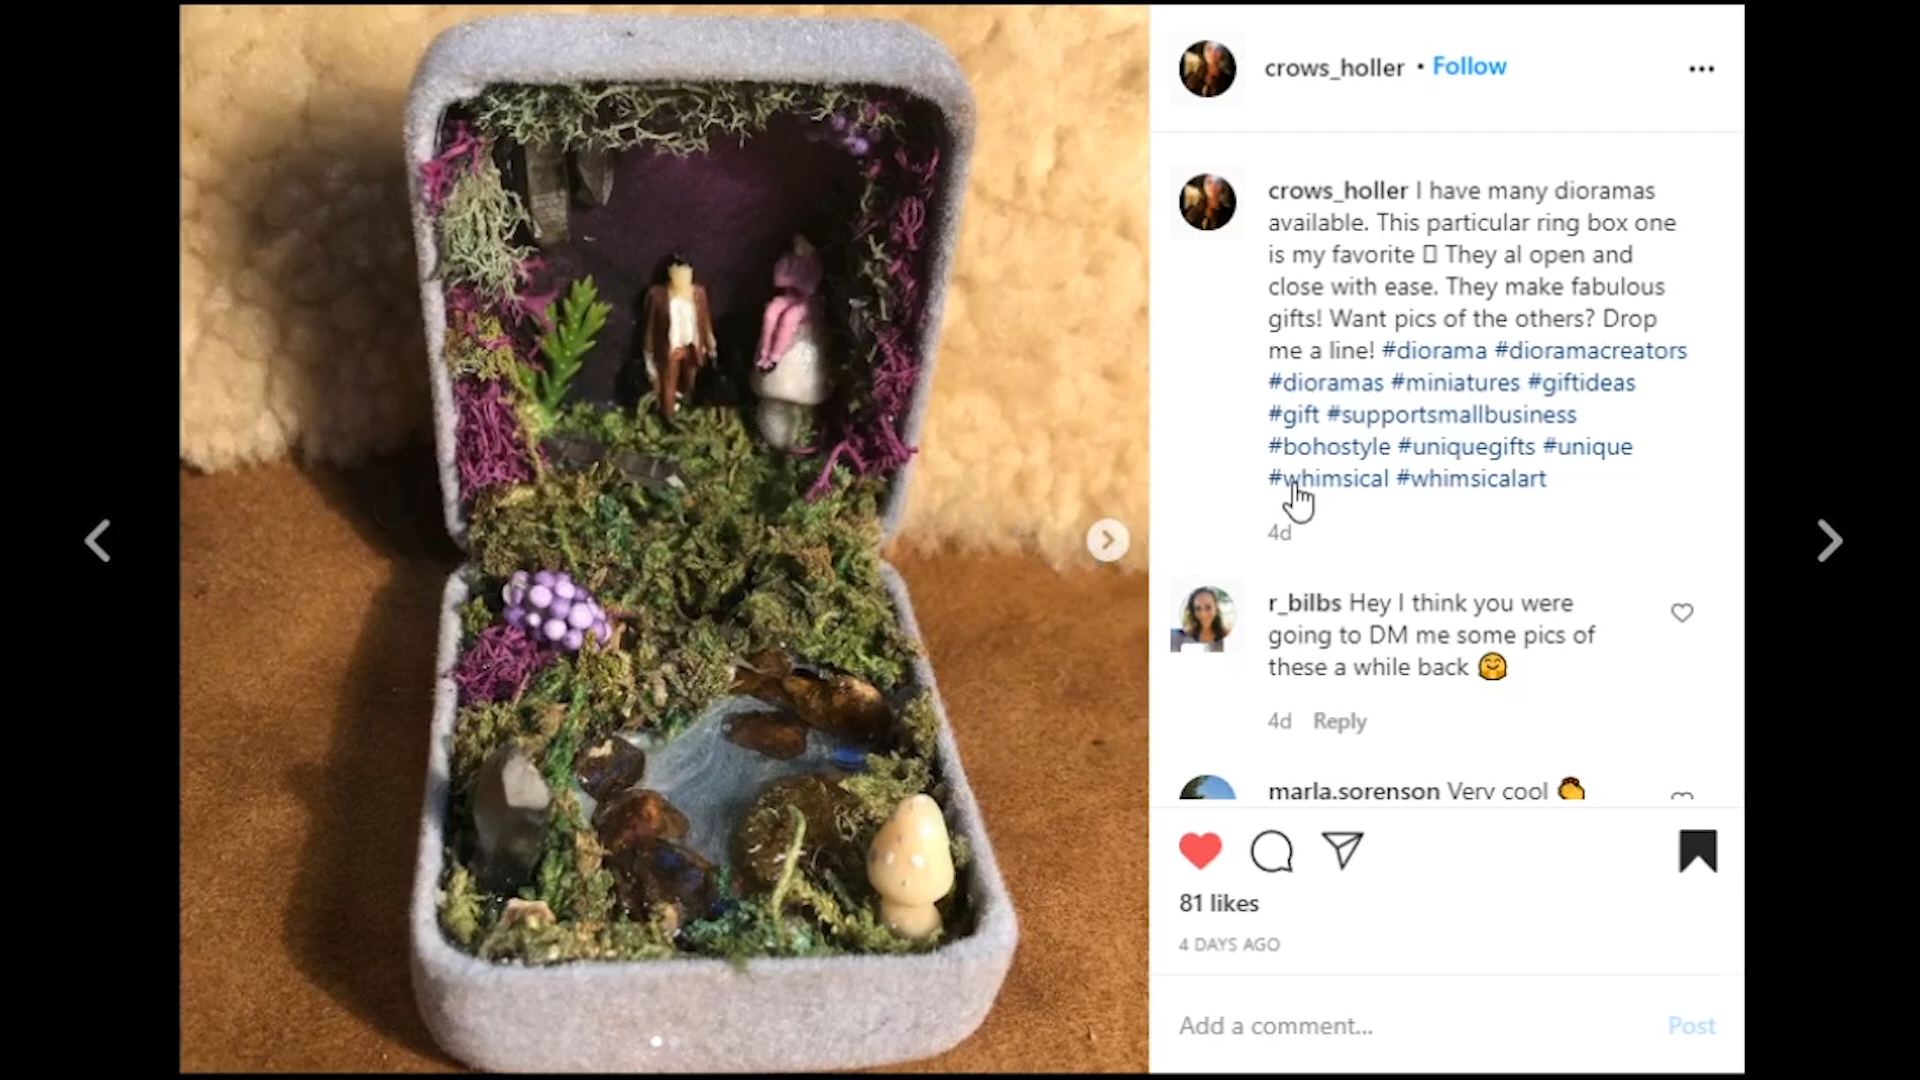 crows_holler • Follow
crows_holler I have many dioramas
available. This particular ring box one
is my favorite They al open and
close with ease. They make fabulous
gifts! Want pics of the others? Drop
me a line! #diorama #dioramacreators
#dioramas #miniatures #giftideas
#gift #supportsmallbusiness
#bohostyle #uniquegifts #unique
#whimsical #whimsicalart
4d
r_bilbs Hey I think you were
going to DM me some pics of
these a while back 🤗
4d Reply
marla.sorenson Very cool
81 likes
4 DAYS AGO
Add a comment... Post